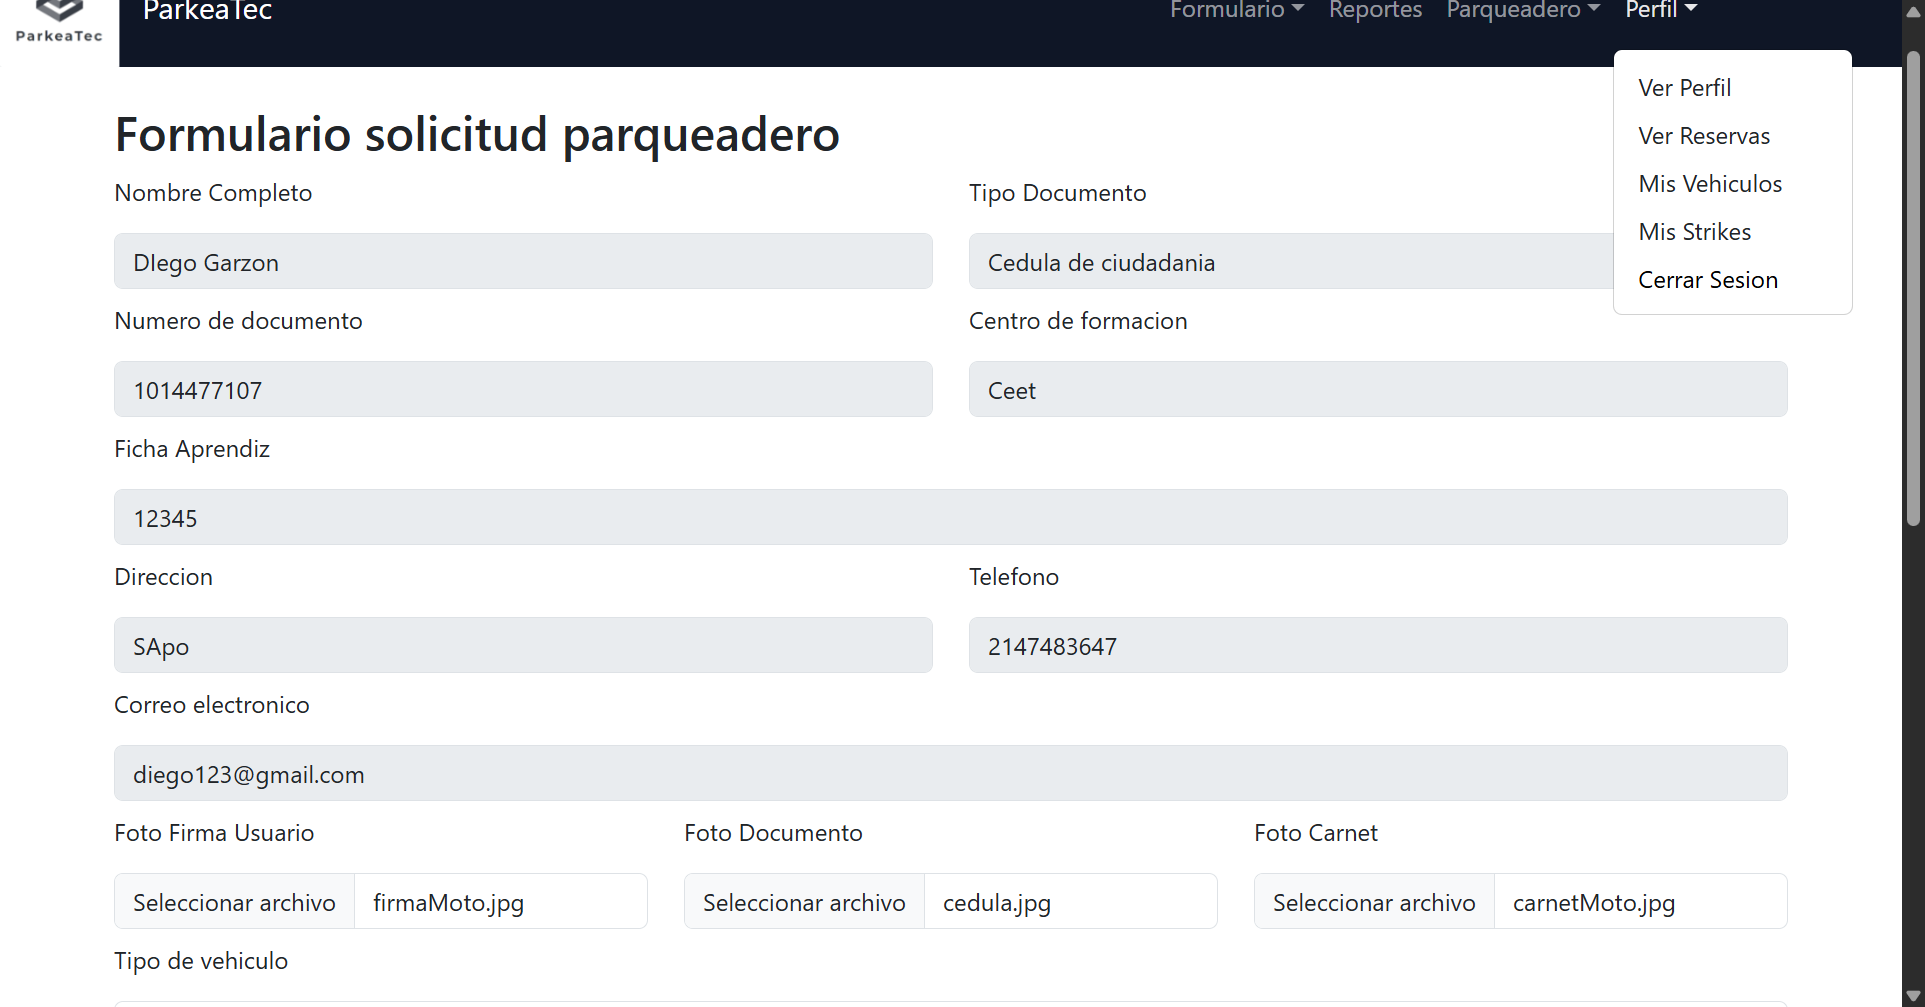 ParkeaTec
ParkeaTec
Formulario Reportes Parqueadero Perfil
Ver Perfil
Ver Reservas
Mis Vehiculos
Mis Strikes
Cerrar Sesion
Formulario solicitud parqueadero
Nombre Completo
DIego Garzon
Tipo Documento
Cedula de ciudadania
Numero de documento
1014477107
Centro de formacion
Ceet
Ficha Aprendiz
12345
Direccion
SApo
Telefono
2147483647
Correo electronico
diego123@gmail.com
Foto Firma Usuario
Seleccionar archivo firmaMoto.jpg
Foto Documento
Seleccionar archivo cedula.jpg
Foto Carnet
Seleccionar archivo carnetMoto.jpg
Tipo de vehiculo